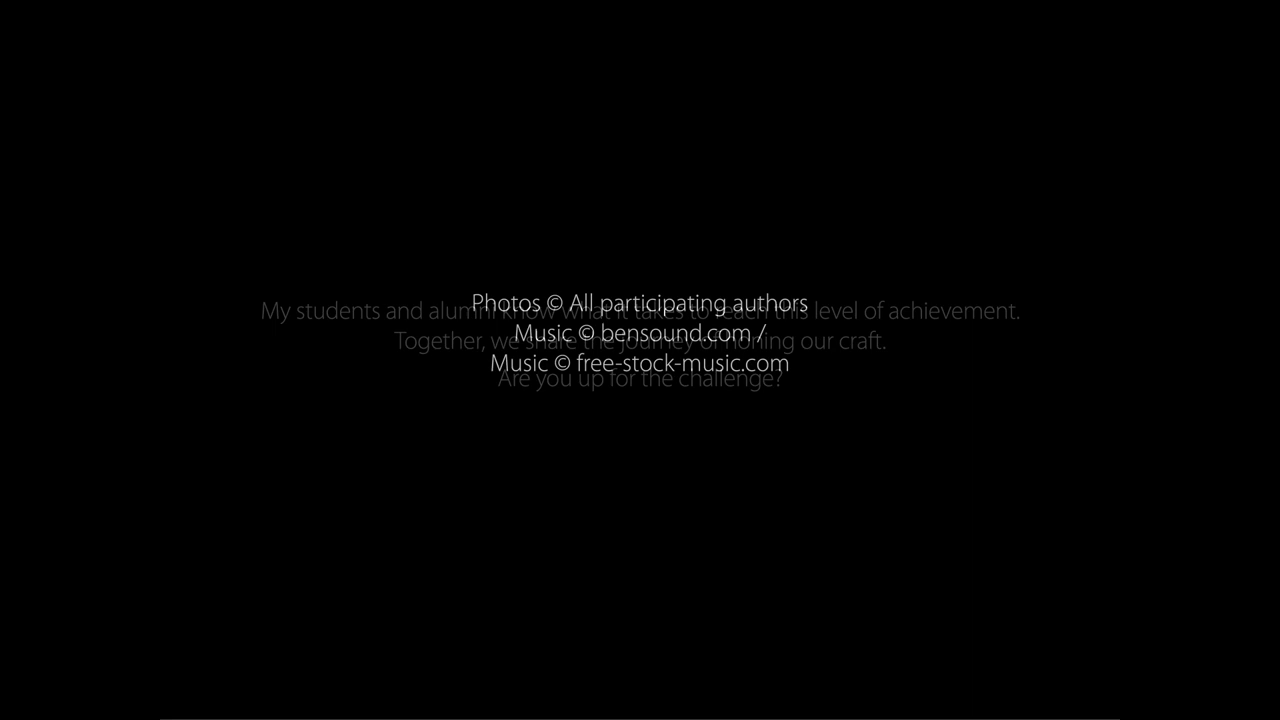 Photos © All participating authors
Music © bensound.com /
Music © free-stock-music.com
My students and alumni know what it takes to reach this level of achievement.
Together, we share the journey of honing our craft.
Are you up for the challenge?